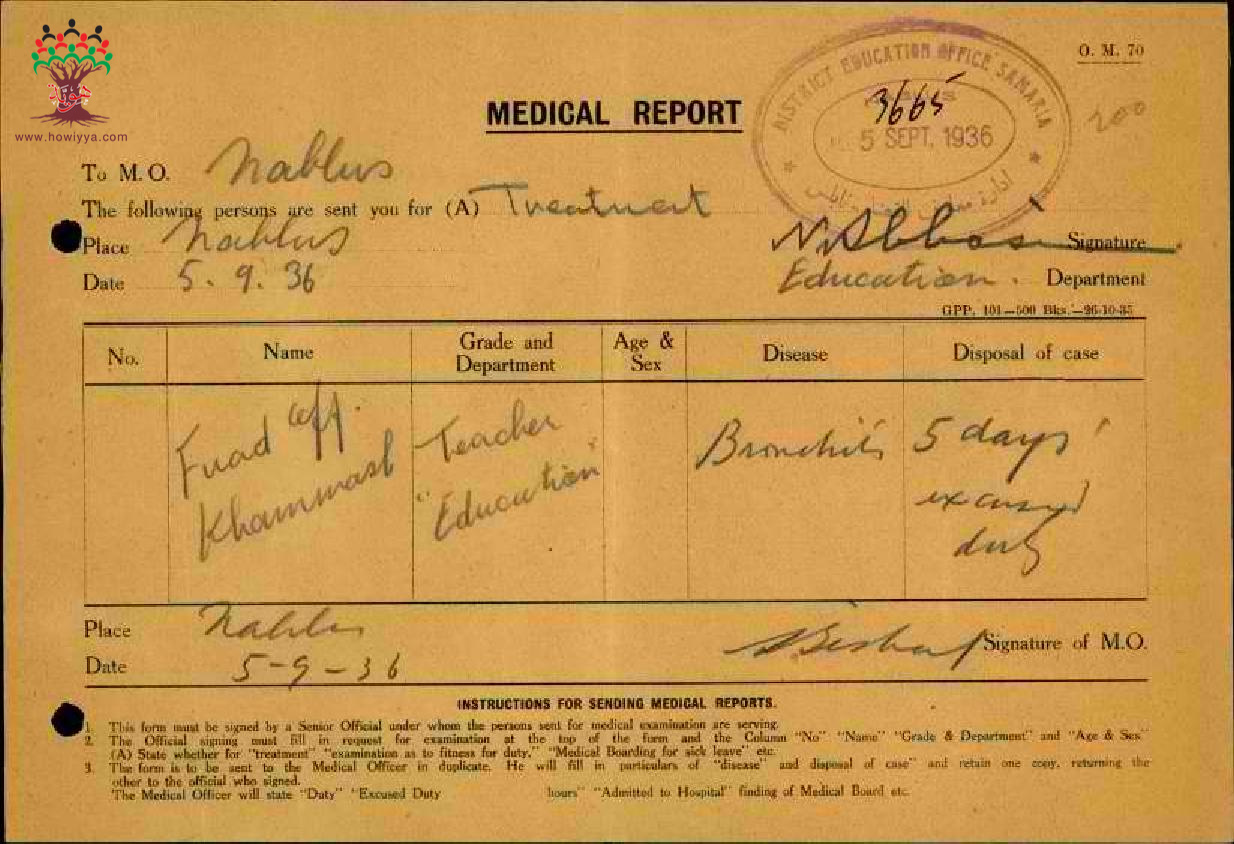 www.howiyya.com
O. M. 70
DISTRICT EDUCATION OFFICE SAMARIA
3665
5 SEPT. 1936
200
MEDICAL REPORT
To M.O. Nablus
The following persons are sent you for (A) Treatment
Place Nablus
N. Abbas Signature
Date 5. 9. 36
Education. Department
GPP. 101—500 Bks.—26-10-35
No. Name Grade and Department Age & Sex Disease Disposal of case
Fuad eff. Teacher Bronchitis 5 days'
Khammash "Education" excused
duty
Place Nablus
Signature of M.O.
Date 5-9-36
INSTRUCTIONS FOR SENDING MEDICAL REPORTS.
1. This form must be signed by a Senior Official under whom the persons sent for medical examination are serving.
2. The Official signing must fill in request for examination at the top of the form and the Column "No" "Name" "Grade & Department" and "Age & Sex"
(A) State whether for "treatment" "examination as to fitness for duty," "Medical Boarding for sick leave" etc.
3. The form is to be sent to the Medical Officer in duplicate. He will fill in particulars of "disease" and disposal of case" and retain one copy, returning the
other to the official who signed.
The Medical Officer will state "Duty" "Excused Duty hours" "Admitted to Hospital" finding of Medical Board etc.